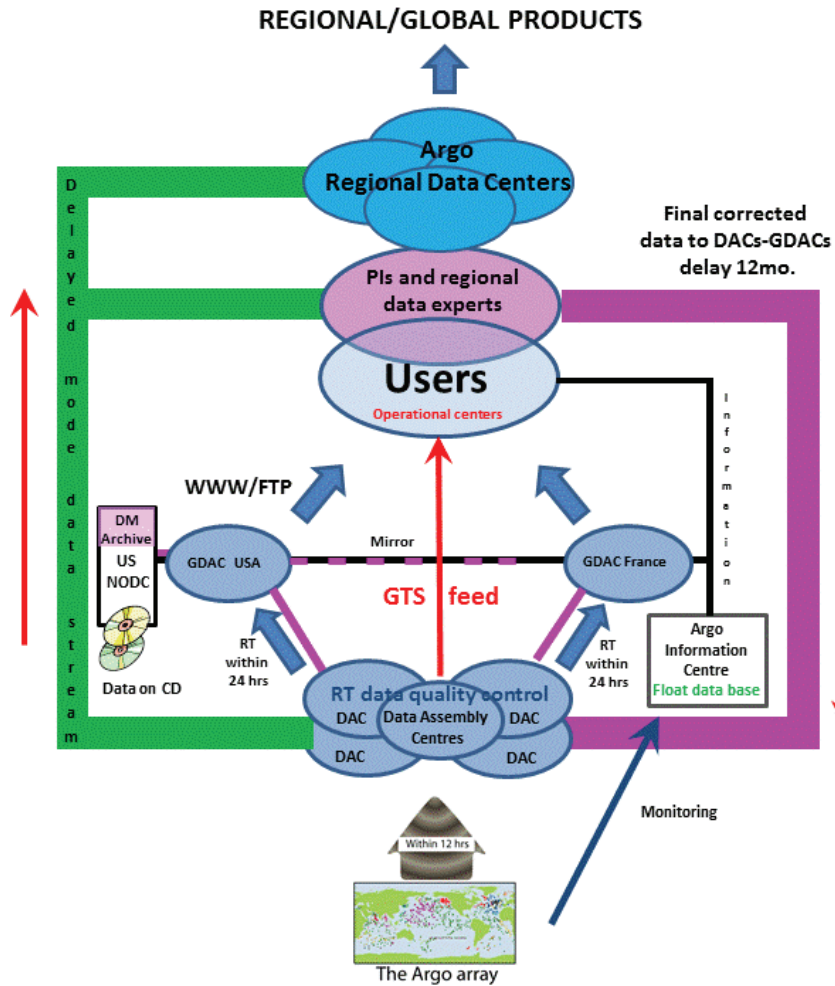 REGIONAL/GLOBAL PRODUCTS
Argo
Regional Data Centers
Delayed mode data stream
Final corrected
data to DACs-GDACs
delay 12mo.
PIs and regional
data experts
Users
Operational centers
Information
WWW/FTP
DM
Archive
US
NODC
Data on CD
GDAC USA
Mirror
GDAC France
GTS feed
RT
within
24 hrs
RT
within
24 hrs
Argo
Information
Centre
Float data base
RT data quality control
DAC
Data Assembly
Centres
DAC
DAC
DAC
Monitoring
Within 12 hrs
The Argo array